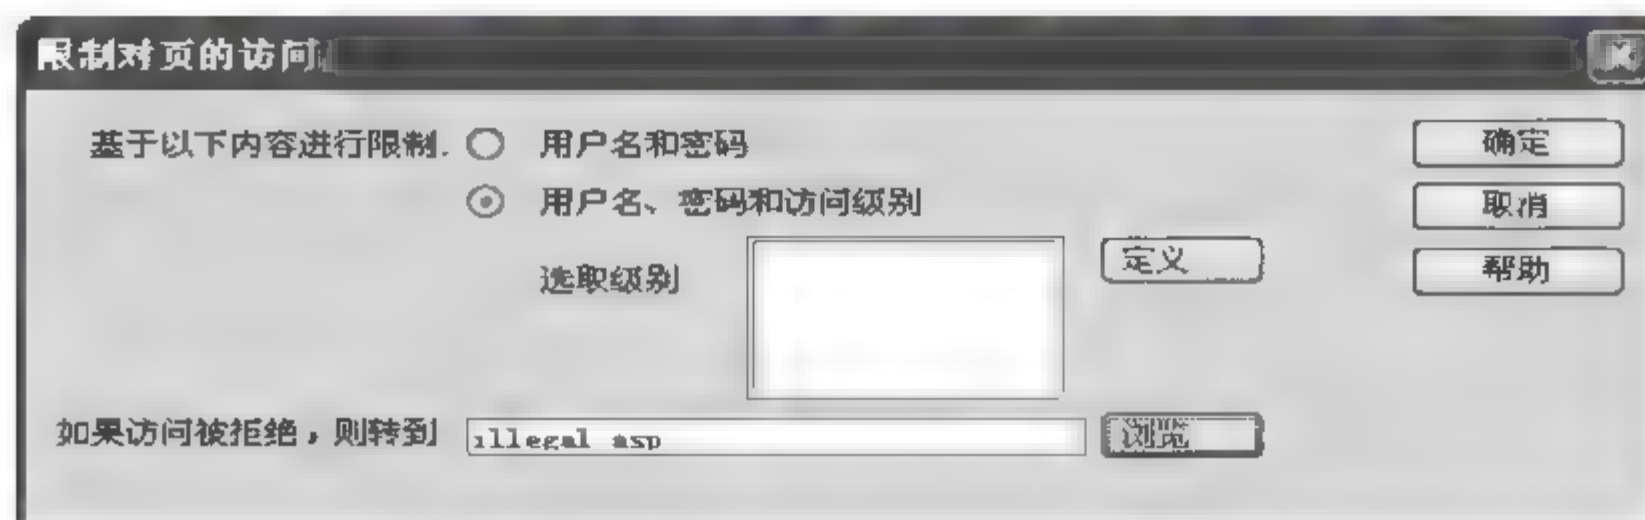 限制对页的访问
基于以下内容进行限制: 用户名和密码 确定
用户名、密码和访问级别 取消
选取级别 定义 帮助
如果访问被拒绝,则转到 illegal asp 浏览